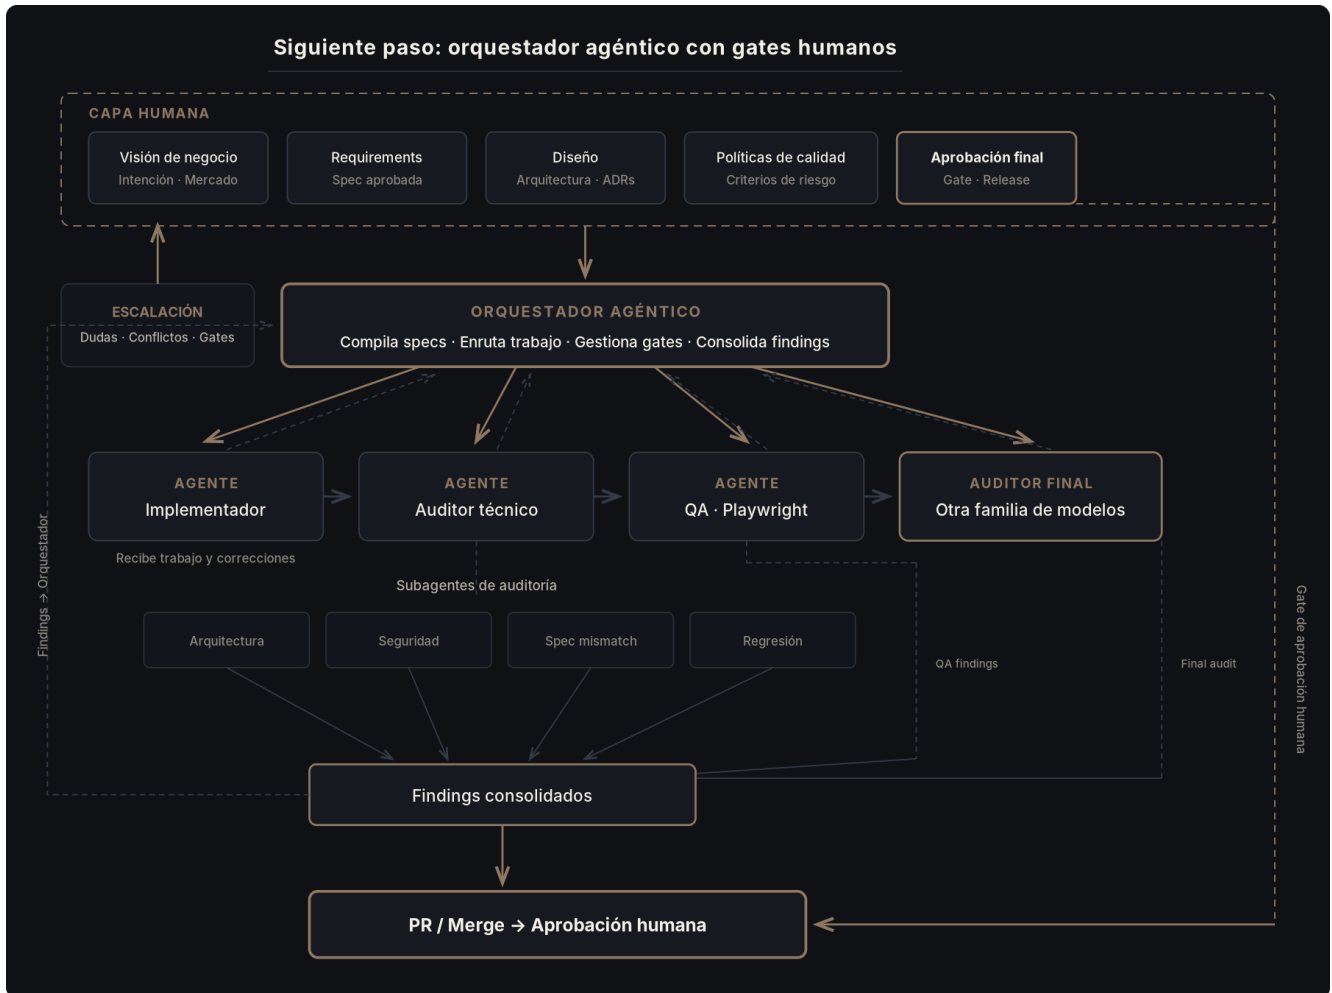 Siguiente paso: orquestador agéntico con gates humanos
CAPA HUMANA
Visión de negocio
Intención · Mercado
Requirements
Spec aprobada
Diseño
Arquitectura · ADRs
Políticas de calidad
Criterios de riesgo
Aprobación final
Gate · Release
ESCALACIÓN
Dudas · Conflictos · Gates
ORQUESTADOR AGÉNTICO
Compila specs · Enruta trabajo · Gestiona gates · Consolida findings
AGENTE
Implementador
AGENTE
Auditor técnico
AGENTE
QA · Playwright
AUDITOR FINAL
Otra familia de modelos
Recibe trabajo y correcciones
Subagentes de auditoría
Arquitectura
Seguridad
Spec mismatch
Regresión
QA findings
Final audit
Findings → Orquestador
Gate de aprobación humana
Findings consolidados
PR / Merge → Aprobación humana